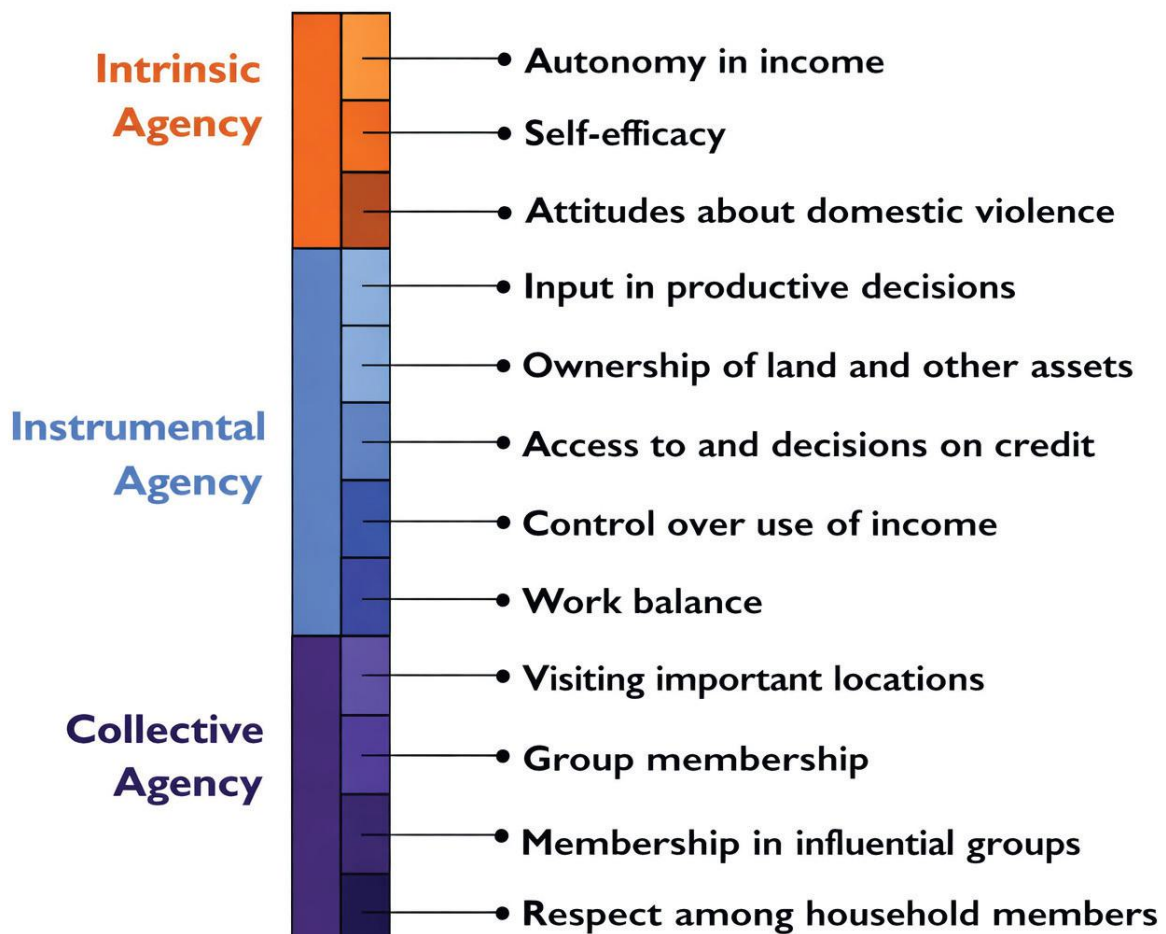 Intrinsic
Agency
Autonomy in income
Self-efficacy
Attitudes about domestic violence
Instrumental
Agency
Input in productive decisions
Ownership of land and other assets
Access to and decisions on credit
Control over use of income
Work balance
Collective
Agency
Visiting important locations
Group membership
Membership in influential groups
Respect among household members